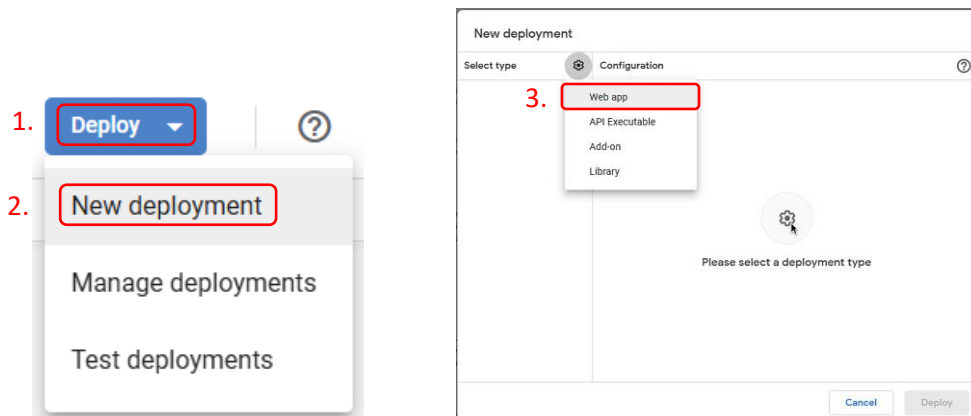 1.
Deploy
2.
New deployment
Manage deployments
Test deployments
New deployment
Select type
Configuration
3.
Web app
API Executable
Add-on
Library
Please select a deployment type
Cancel
Deploy